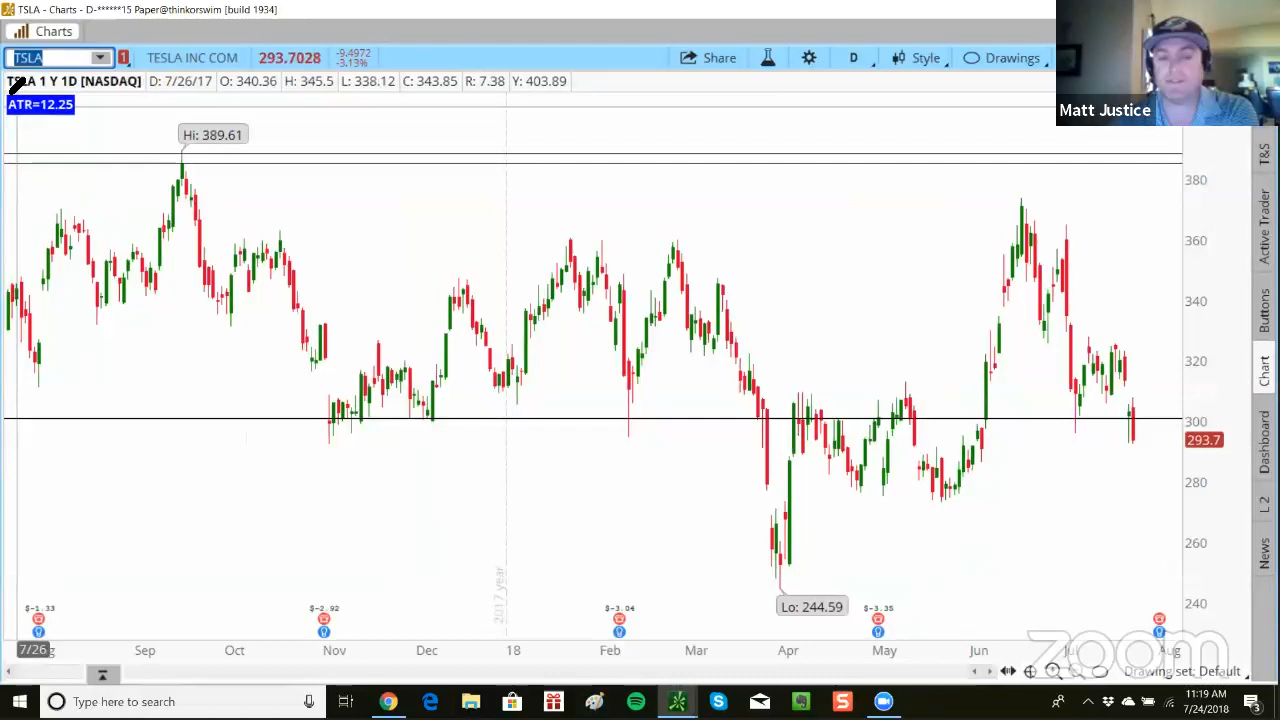 TSLA - Charts - D-******15 Paper@thinkorswim [build 1934]
Charts
TSLA 1 TESLA INC COM 293.7028 -9.4972 -3.13% Share D Style Drawings
TSLA 1 Y 1D [NASDAQ] D: 7/26/17 O: 340.36 H: 345.5 L: 338.12 C: 343.85 R: 7.38 Y: 403.89
ATR=12.25
Matt Justice
Hi: 389.61
Lo: 244.59
380
360
340
320
300
293.7
280
260
240
T&S
Active Trader
Buttons
Chart
Dashboard
L 2
News
2017 year
$-1.33 $-2.92 $-3.04 $-3.35
7/26 Sep Oct Nov Dec 18 Feb Mar Apr May Jun Aug
zoom
Drawing set: Default
Type here to search
11:19 AM
7/24/2018
3